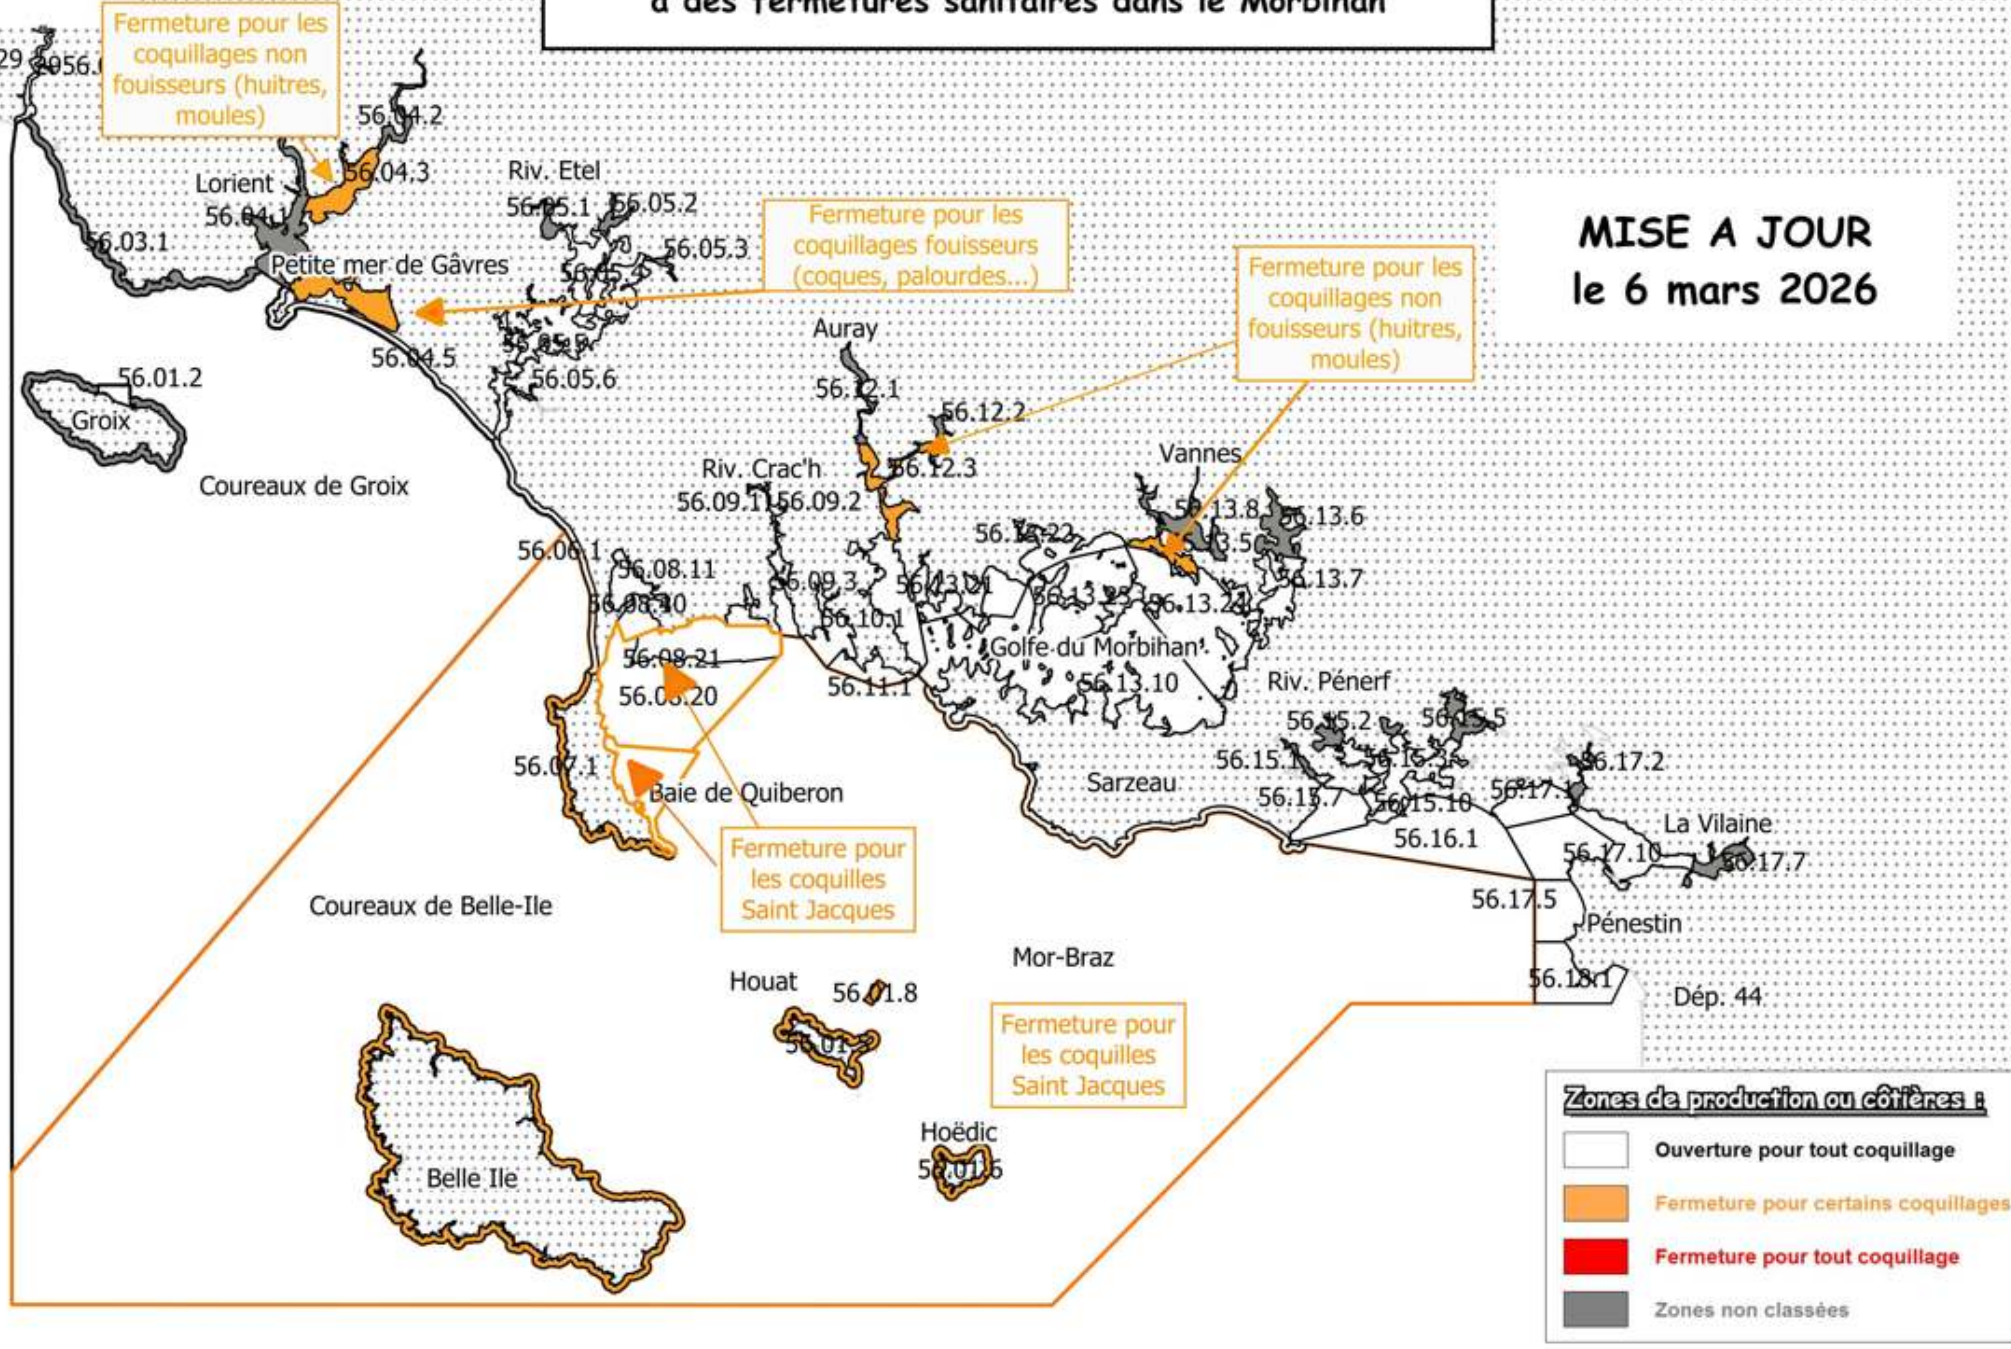 à des fermetures sanitaires dans le Morbihan
Fermeture pour les
coquillages non
fouisseurs (huitres,
moules)
56.04.2
56.04.3
Lorient
56.04.1
56.03.1
Petite mer de Gâvres
56.04.5
Riv. Etel
56.05.1
56.05.2
56.05.3
56.05.4
56.05.6
Fermeture pour les
coquillages fouisseurs
(coques, palourdes...)
Fermeture pour les
coquillages non
fouisseurs (huitres,
moules)
MISE A JOUR
le 6 mars 2026
56.01.2
Groix
Coureaux de Groix
Auray
56.12.1
56.12.2
56.12.3
Riv. Crac'h
56.09.11
56.09.2
56.09.3
Vannes
56.13.8
56.13.6
56.13.7
56.13.22
56.13.21
56.13.23
56.06.1
56.08.11
56.08.21
56.08.20
56.10.1
56.11.1
Golfe du Morbihan
56.13.10
56.07.1
Baie de Quiberon
Fermeture pour
les coquilles
Saint Jacques
Sarzeau
Riv. Pénerf
56.15.2
56.15.5
56.15.1
56.15.3
56.15.7
56.15.10
56.16.1
56.17.1
56.17.2
La Vilaine
56.17.10
56.17.7
56.17.5
Pénestin
56.18.1
Dép. 44
Coureaux de Belle-Ile
Mor-Braz
Houat
56.01.8
Fermeture pour
les coquilles
Saint Jacques
Hoëdic
56.01.6
Belle Ile
Zones de production ou côtières :
Ouverture pour tout coquillage
Fermeture pour certains coquillages
Fermeture pour tout coquillage
Zones non classées